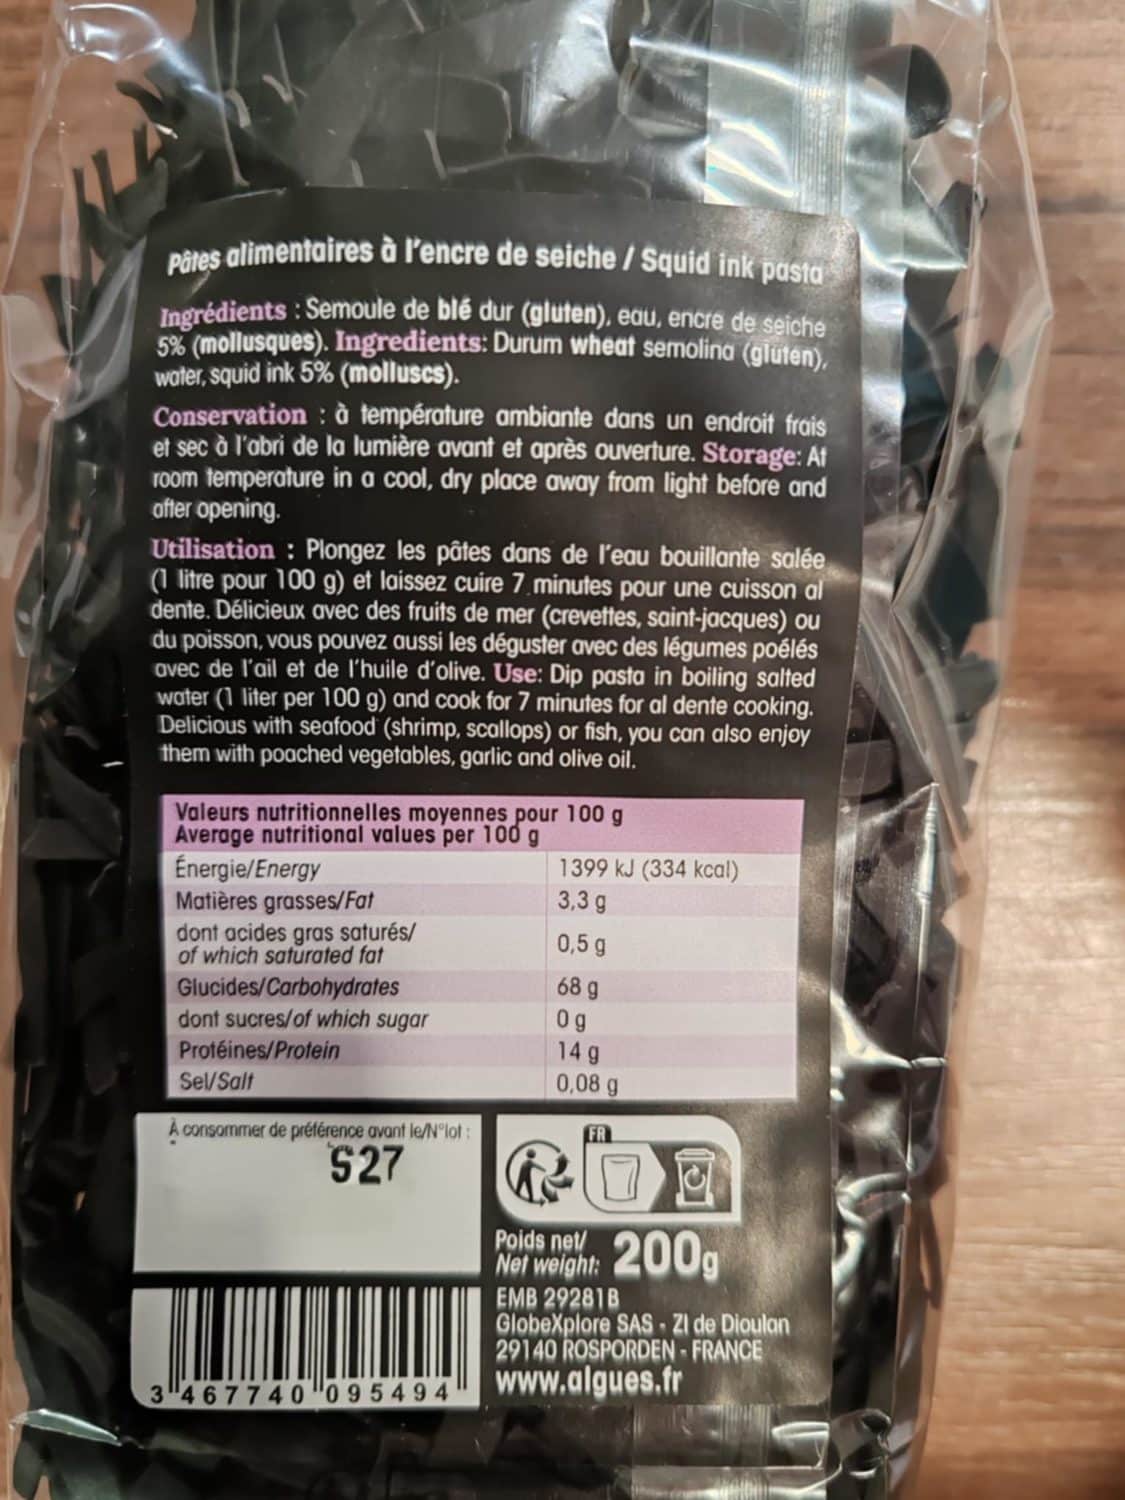 Pâtes alimentaires à l'encre de seiche / Squid ink pasta
Ingrédients : Semoule de blé dur (gluten), eau, encre de seiche
5% (mollusques). Ingredients: Durum wheat semolina (gluten),
water, squid ink 5% (molluscs).
Conservation : à température ambiante dans un endroit frais
et sec à l'abri de la lumière avant et après ouverture. Storage: At
room temperature in a cool, dry place away from light before and
after opening.
Utilisation : Plongez les pâtes dans de l'eau bouillante salée
(1 litre pour 100 g) et laissez cuire 7 minutes pour une cuisson al
dente. Délicieux avec des fruits de mer (crevettes, saint-jacques) ou
du poisson, vous pouvez aussi les déguster avec des légumes poêlés
avec de l'ail et de l'huile d'olive. Use: Dip pasta in boiling salted
water (1 liter per 100 g) and cook for 7 minutes for al dente cooking.
Delicious with seafood (shrimp, scallops) or fish, you can also enjoy
them with poached vegetables, garlic and olive oil.
Valeurs nutritionnelles moyennes pour 100 g
Average nutritional values per 100 g
Énergie/Energy 1399 kJ (334 kcal)
Matières grasses/Fat 3,3 g
dont acides gras saturés/
of which saturated fat 0,5 g
Glucides/Carbohydrates 68 g
dont sucres/of which sugar 0 g
Protéines/Protein 14 g
Sel/Salt 0,08 g
À consommer de préférence avant le/N°lot :
S27
FR
Poids net/
Net weight: 200g
EMB 29281B
GlobeXplore SAS - ZI de Dioulan
29140 ROSPORDEN - FRANCE
www.algues.fr
3 467740 095494